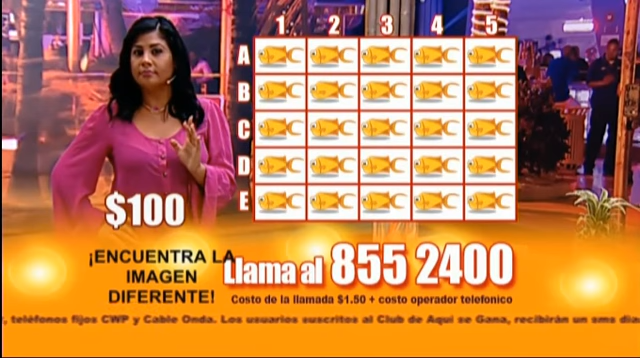 1 2 3 4 5
A
B
C
D
E
$100
¡ENCUENTRA LA
IMAGEN
DIFERENTE!
Llama al 855 2400
Costo de la llamada $1.50 + costo operador telefonico
, teléfonos fijos CWP y Cable Onda. Los usuarios suscritos al Club de Aquí se Gana, recibirán un sms